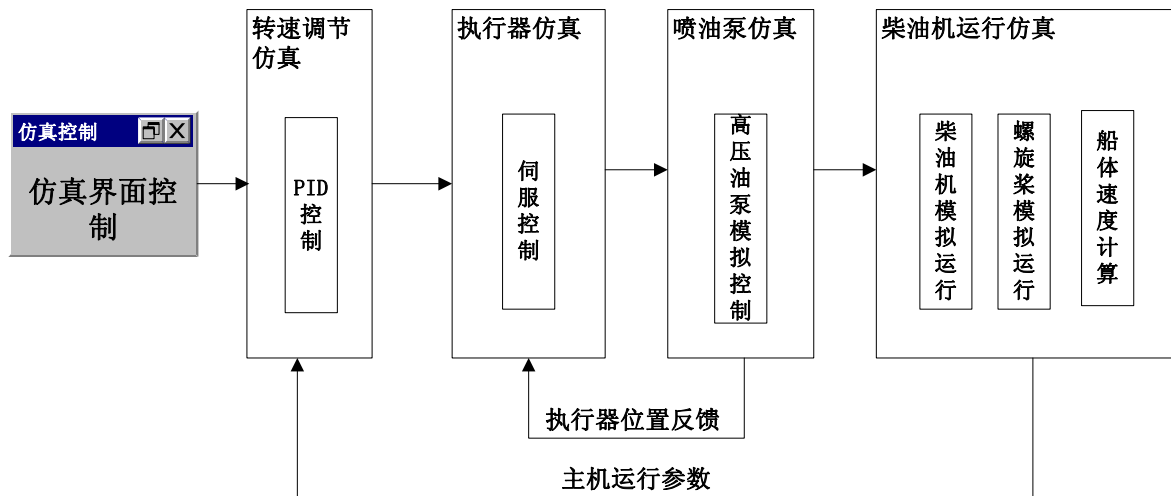 转速调节
仿真
执行器仿真
喷油泵仿真
柴油机运行仿真
仿真控制
仿真界面控
制
PID
控
制
伺
服
控
制
高
压
油
泵
模
拟
控
制
柴
油
机
模
拟
运
行
螺
旋
桨
模
拟
运
行
船
体
速
度
计
算
执行器位置反馈
主机运行参数